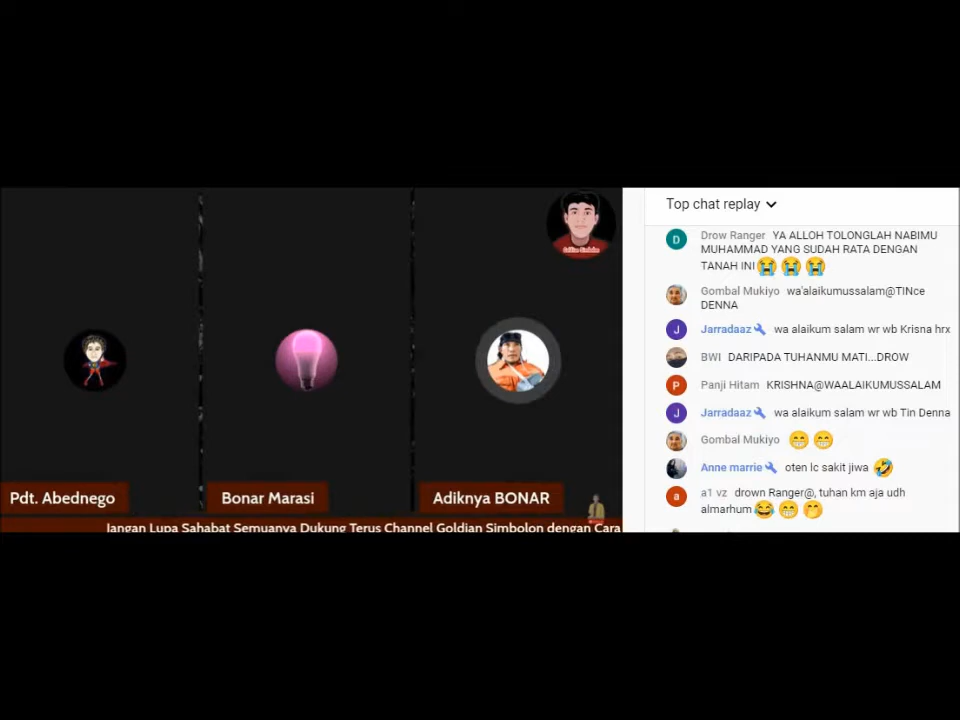 Pdt. Abednego
Bonar Marasi
Adiknya BONAR
Jangan Lupa Sahabat Semuanya Dukung Terus Channel Goldian Simbolon dengan Cara
Top chat replay
D
Drow Ranger YA ALLOH TOLONGLAH NABIMU
MUHAMMAD YANG SUDAH RATA DENGAN
TANAH INI😭😭😭
Gombal Mukiyo wa'alaikumussalam@TINce
DENNA
J
Jarradaaz wa alaikum salam wr wb Krisna hrx
BWI DARIPADA TUHANMU MATI...DROW
P
Panji Hitam KRISHNA@WAALAIKUMUSSALAM
J
Jarradaaz wa alaikum salam wr wb Tin Denna
Gombal Mukiyo 😁😁
Anne marrie oten lc sakit jiwa 🤣
a
a1 vz drown Ranger@, tuhan km aja udh
almarhum😂😁🤭